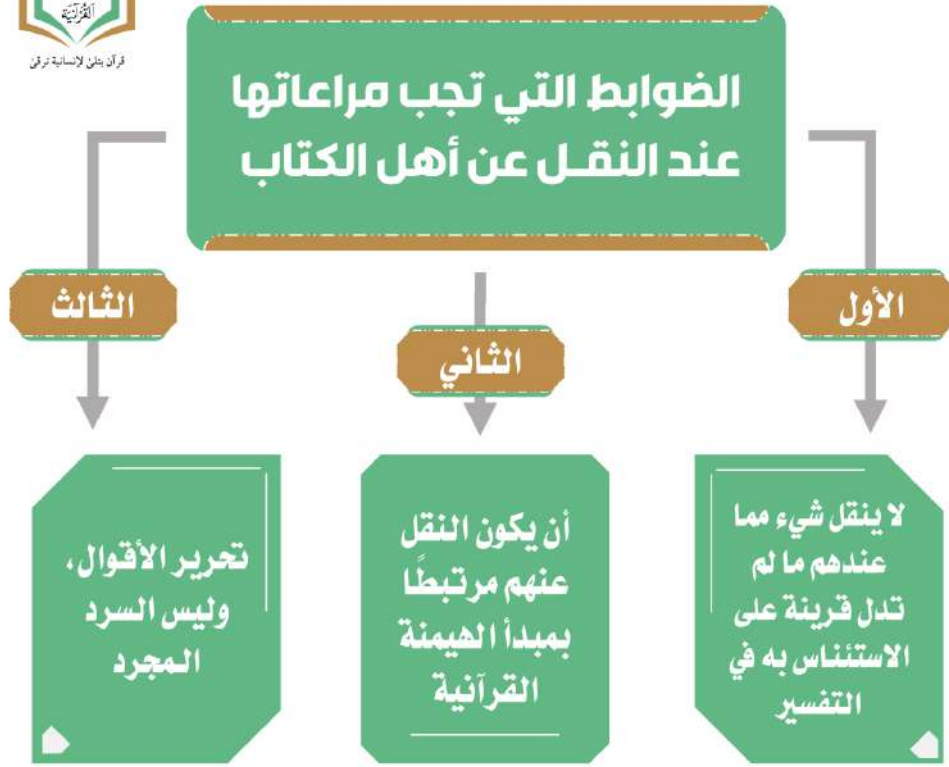 القرآنية
قرآن يتلى لإنسانية ترقى
الضوابط التي تجب مراعاتها
عند النقل عن أهل الكتاب
الأول
لا ينقل شيء مما
عندهم ما لم
تدل قرينة على
الاستئناس به في
التفسير
الثاني
أن يكون النقل
عنهم مرتبطًا
بمبدأ الهيمنة
القرآنية
الثالث
تحرير الأقوال،
وليس السرد
المجرد